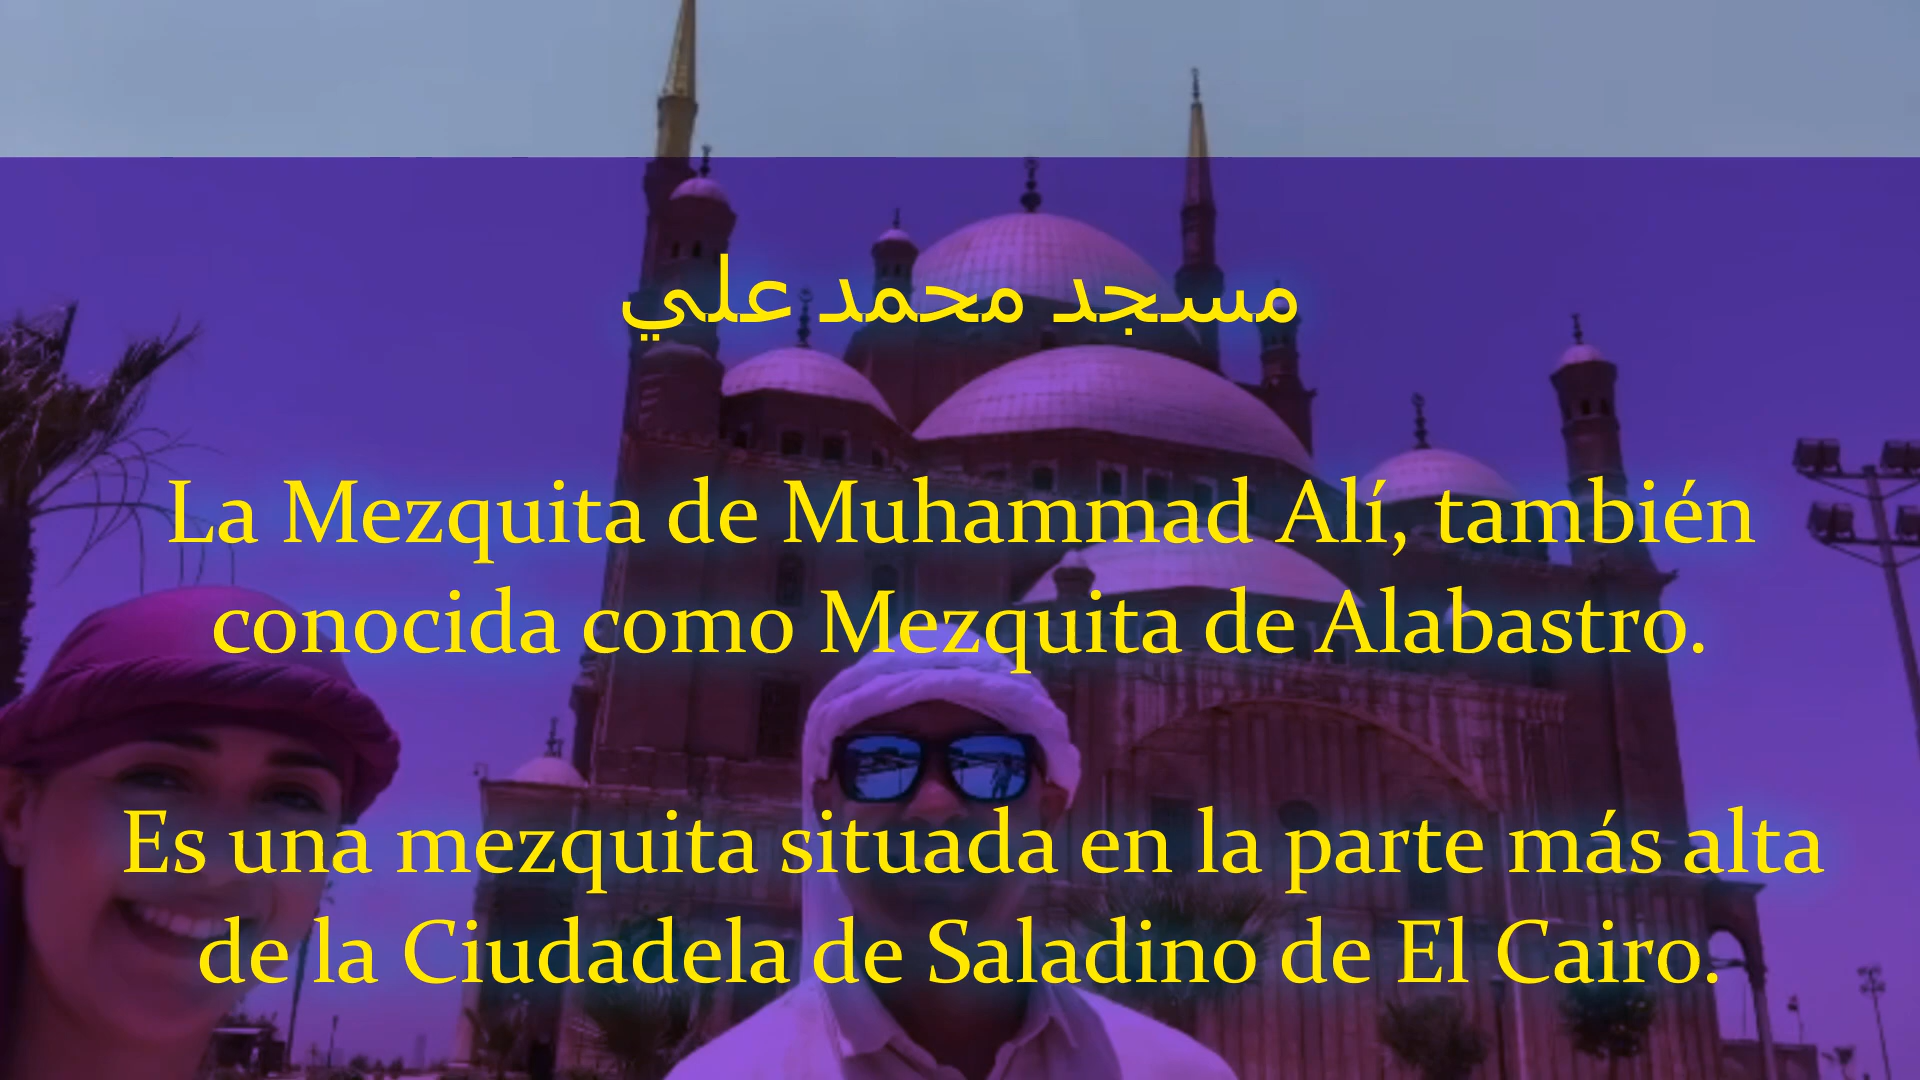 مسجد محمد علي
La Mezquita de Muhammad Alí, también
conocida como Mezquita de Alabastro.
Es una mezquita situada en la parte más alta
de la Ciudadela de Saladino de El Cairo.